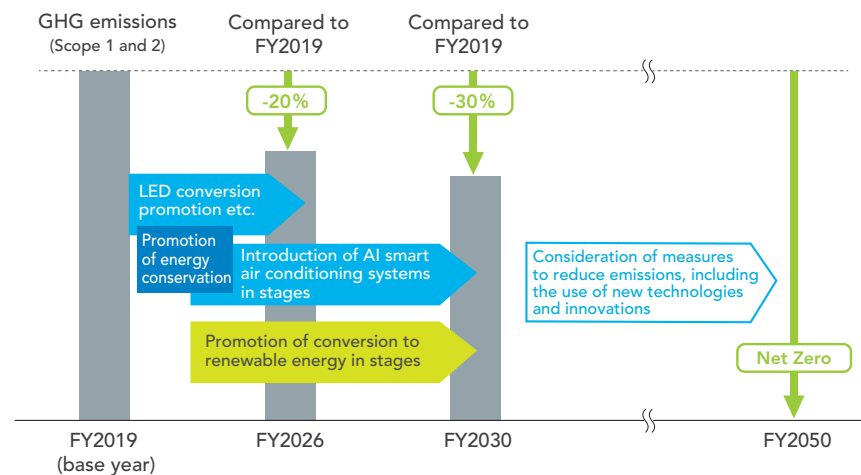 GHG emissions
(Scope 1 and 2)
Compared to
FY2019
Compared to
FY2019
-20%
-30%
LED conversion
promotion etc.
Promotion
of energy
conservation
Introduction of AI smart
air conditioning systems
in stages
Consideration of measures
to reduce emissions, including
the use of new technologies
and innovations
Promotion of conversion to
renewable energy in stages
Net Zero
FY2019
(base year)
FY2026
FY2030
FY2050